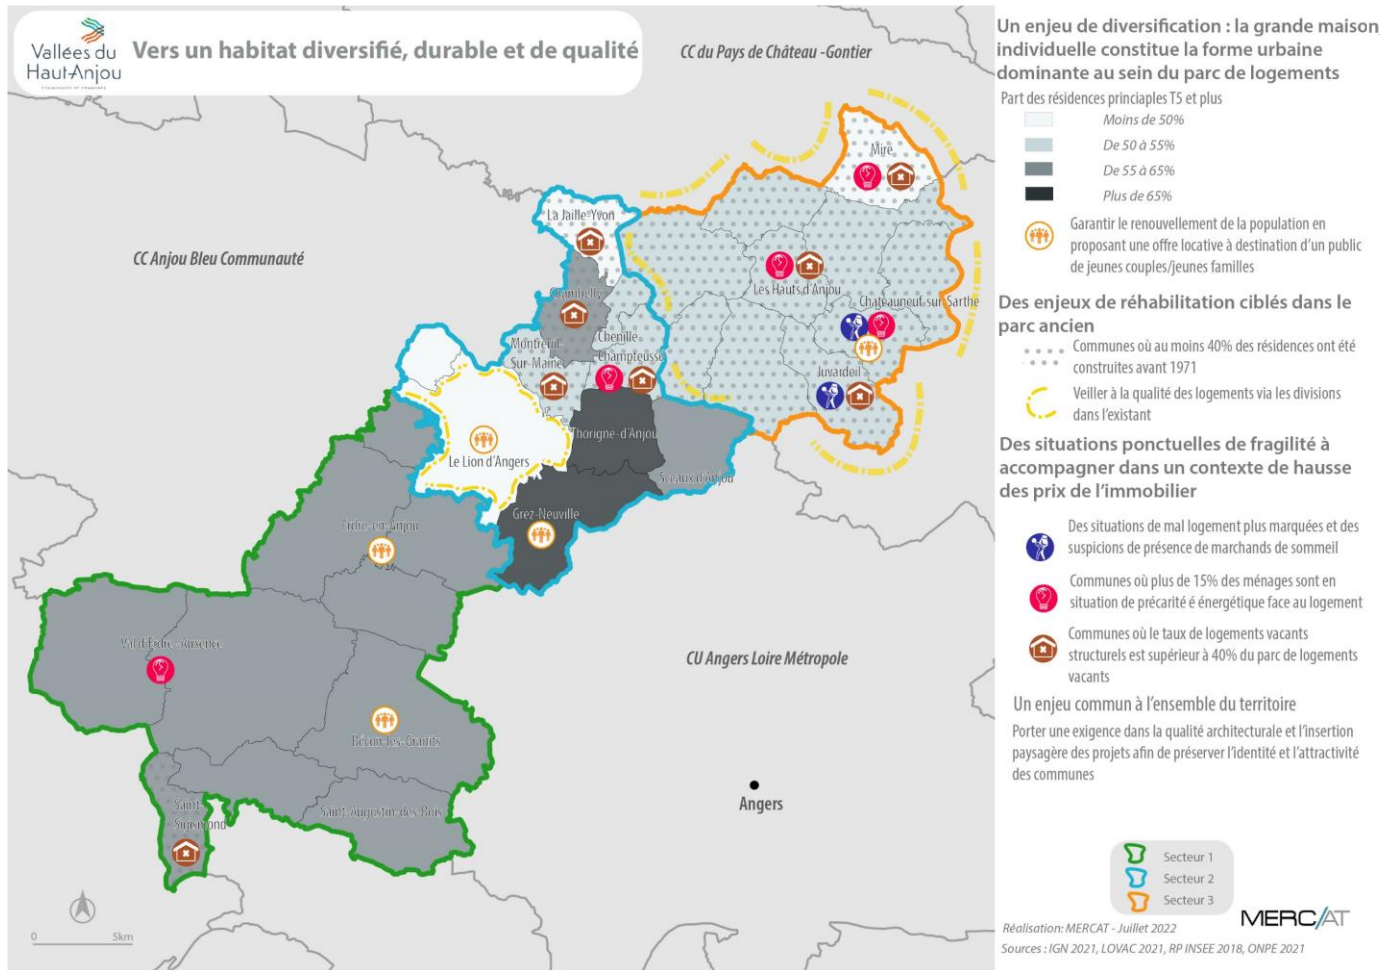 Vallées du
Haut-Anjou
COMMUNAUTÉ DE COMMUNES
Vers un habitat diversifié, durable et de qualité
CC du Pays de Château -Gontier
CC Anjou Bleu Communauté
Miré
La Jaille-Yvon
Les Hauts d'Anjou
Chateauneuf-sur-Sarthe
Chambellay
Chenille-
Champteusse
Montreuil-
Sur-Maine
Juvardeil
Thorigne-d'Anjou
Le Lion d'Angers
Sceaux d'Anjou
Grez-Neuville
Erdre-en-Anjou
Val d'Erdre-Auxence
CU Angers Loire Métropole
Bécon-les-Granits
Angers
Saint-
Sigismond
Saint-Augustin-des-Bois
0
5km
Un enjeu de diversification : la grande maison
individuelle constitue la forme urbaine
dominante au sein du parc de logements
Part des résidences princiaples T5 et plus
Moins de 50%
De 50 à 55%
De 55 à 65%
Plus de 65%
Garantir le renouvellement de la population en
proposant une offre locative à destination d'un public
de jeunes couples/jeunes familles
Des enjeux de réhabilitation ciblés dans le
parc ancien
Communes où au moins 40% des résidences ont été
construites avant 1971
Veiller à la qualité des logements via les divisions
dans l'existant
Des situations ponctuelles de fragilité à
accompagner dans un contexte de hausse
des prix de l'immobilier
Des situations de mal logement plus marquées et des
suspicions de présence de marchands de sommeil
Communes où plus de 15% des ménages sont en
situation de précarité é énergétique face au logement
Communes où le taux de logements vacants
structurels est supérieur à 40% du parc de logements
vacants
Un enjeu commun à l'ensemble du territoire
Porter une exigence dans la qualité architecturale et l'insertion
paysagère des projets afin de préserver l'identité et l'attractivité
des communes
Secteur 1
Secteur 2
Secteur 3
MERC/AT
Réalisation: MERCAT - Juillet 2022
Sources : IGN 2021, LOVAC 2021, RP INSEE 2018, ONPE 2021